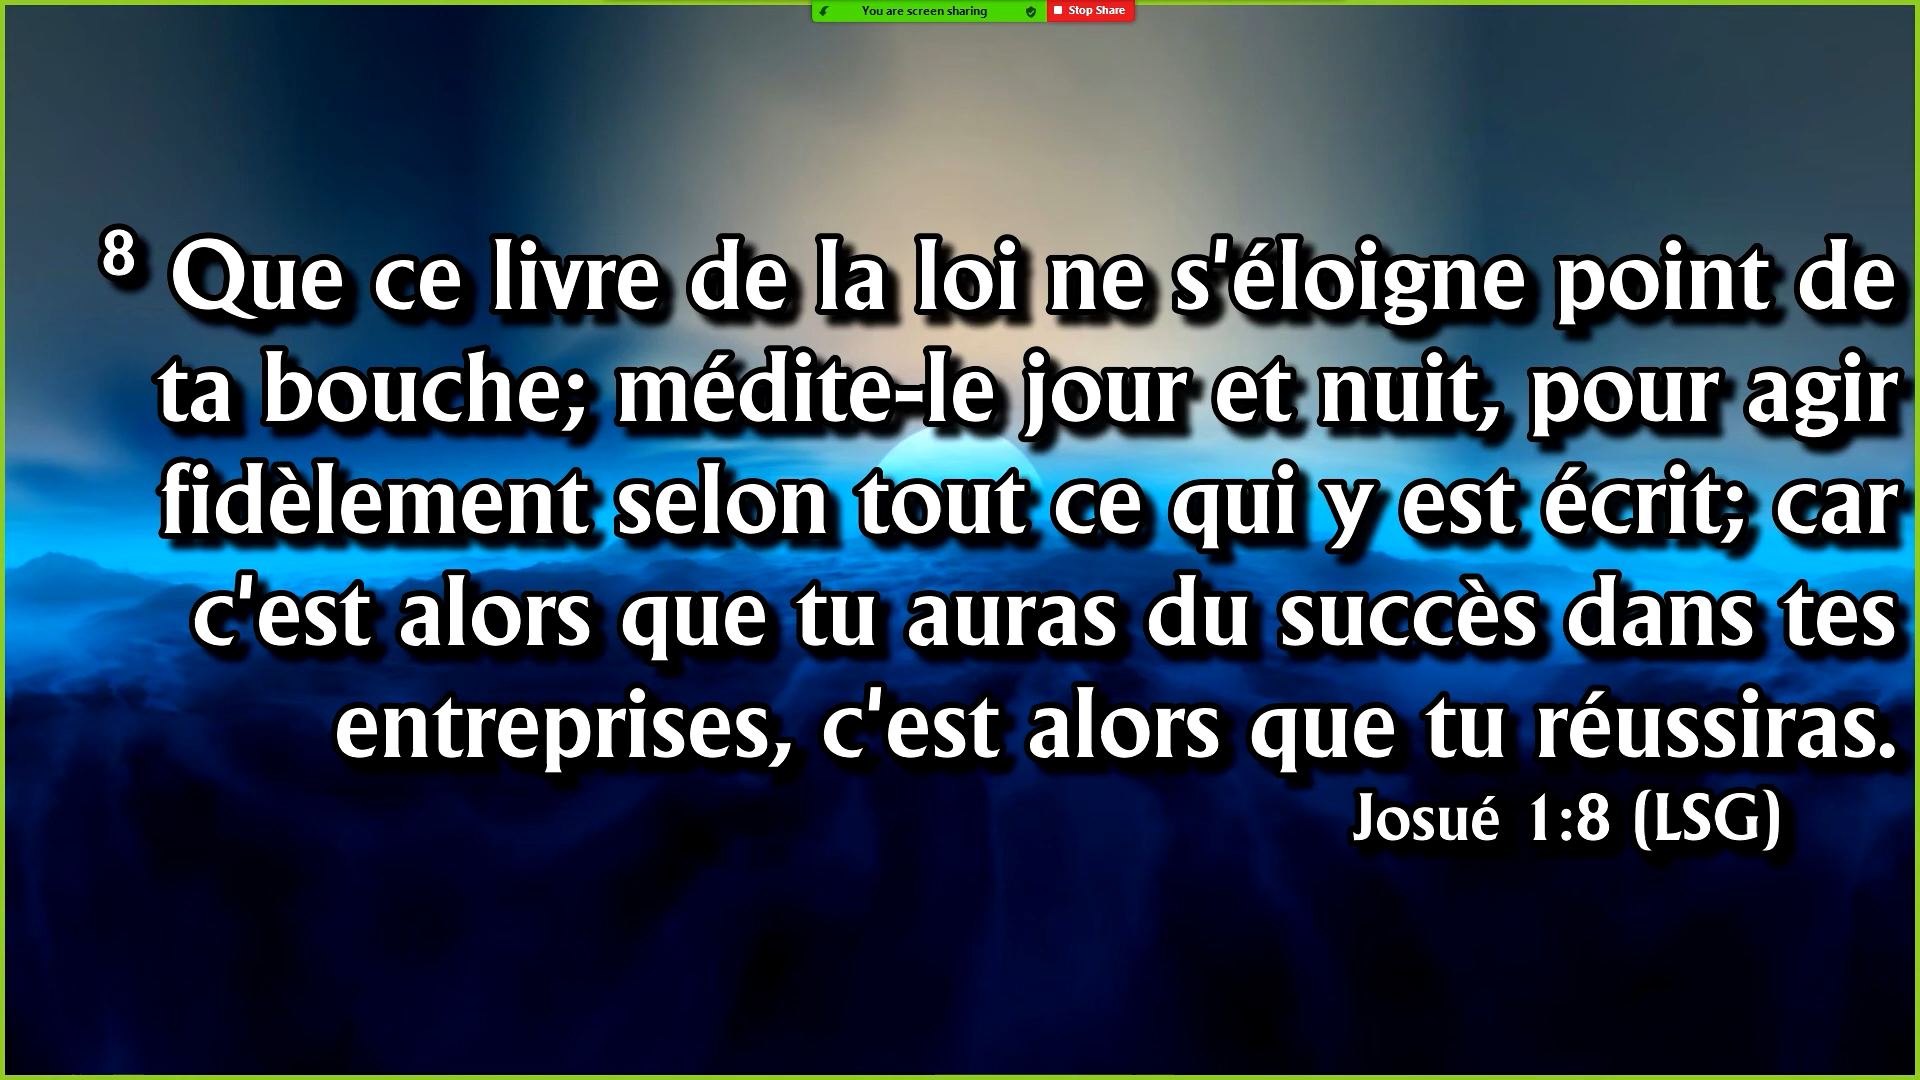 You are screen sharing Stop Share
8 Que ce livre de la loi ne s'éloigne point de
ta bouche; médite-le jour et nuit, pour agir
fidèlement selon tout ce qui y est écrit; car
c'est alors que tu auras du succès dans tes
entreprises, c'est alors que tu réussiras.
Josué 1:8 (LSG)